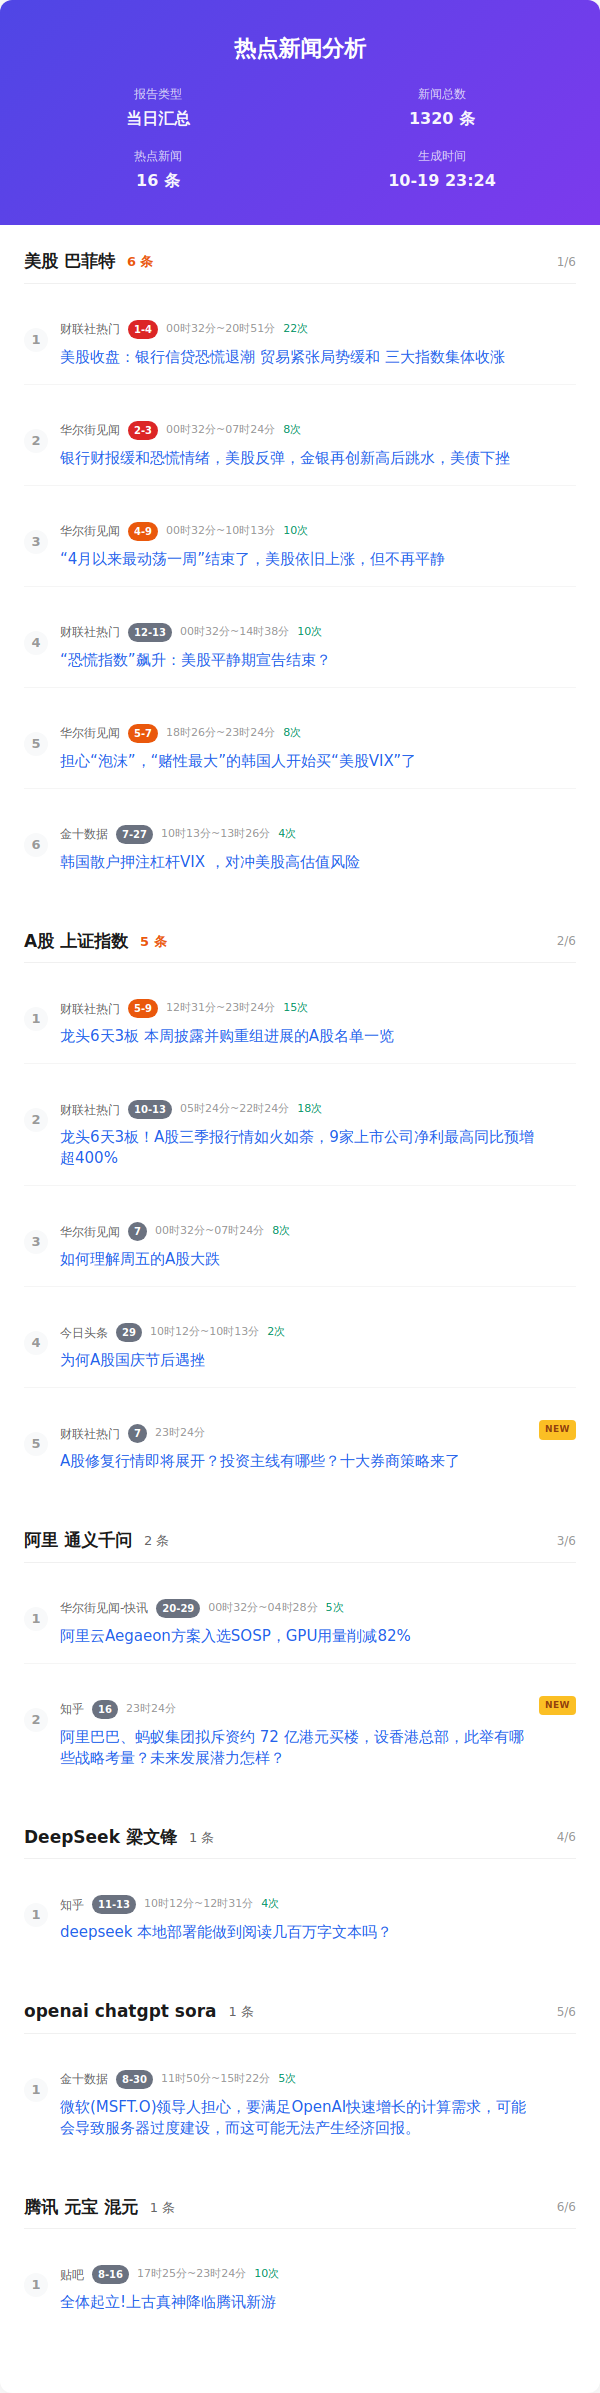 热点新闻分析
报告类型
新闻总数
当日汇总
1320 条
热点新闻
生成时间
16 条
10-19 23:24
美股 巴菲特 6 条 1/6
1
财联社热门 1-4 00时32分~20时51分 22次
美股收盘：银行信贷恐慌退潮 贸易紧张局势缓和 三大指数集体收涨
2
华尔街见闻 2-3 00时32分~07时24分 8次
银行财报缓和恐慌情绪，美股反弹，金银再创新高后跳水，美债下挫
3
华尔街见闻 4-9 00时32分~10时13分 10次
“4月以来最动荡一周”结束了，美股依旧上涨，但不再平静
4
财联社热门 12-13 00时32分~14时38分 10次
“恐慌指数”飙升：美股平静期宣告结束？
5
华尔街见闻 5-7 18时26分~23时24分 8次
担心“泡沫”，“赌性最大”的韩国人开始买“美股VIX”了
6
金十数据 7-27 10时13分~13时26分 4次
韩国散户押注杠杆VIX ，对冲美股高估值风险
A股 上证指数 5 条 2/6
1
财联社热门 5-9 12时31分~23时24分 15次
龙头6天3板 本周披露并购重组进展的A股名单一览
2
财联社热门 10-13 05时24分~22时24分 18次
龙头6天3板！A股三季报行情如火如荼，9家上市公司净利最高同比预增
超400%
3
华尔街见闻 7 00时32分~07时24分 8次
如何理解周五的A股大跌
4
今日头条 29 10时12分~10时13分 2次
为何A股国庆节后遇挫
5
财联社热门 7 23时24分 NEW
A股修复行情即将展开？投资主线有哪些？十大券商策略来了
阿里 通义千问 2 条 3/6
1
华尔街见闻-快讯 20-29 00时32分~04时28分 5次
阿里云Aegaeon方案入选SOSP，GPU用量削减82%
2
知乎 16 23时24分 NEW
阿里巴巴、蚂蚁集团拟斥资约 72 亿港元买楼，设香港总部，此举有哪
些战略考量？未来发展潜力怎样？
DeepSeek 梁文锋 1 条 4/6
1
知乎 11-13 10时12分~12时31分 4次
deepseek 本地部署能做到阅读几百万字文本吗？
openai chatgpt sora 1 条 5/6
1
金十数据 8-30 11时50分~15时22分 5次
微软(MSFT.O)领导人担心，要满足OpenAI快速增长的计算需求，可能
会导致服务器过度建设，而这可能无法产生经济回报。
腾讯 元宝 混元 1 条 6/6
1
贴吧 8-16 17时25分~23时24分 10次
全体起立!上古真神降临腾讯新游